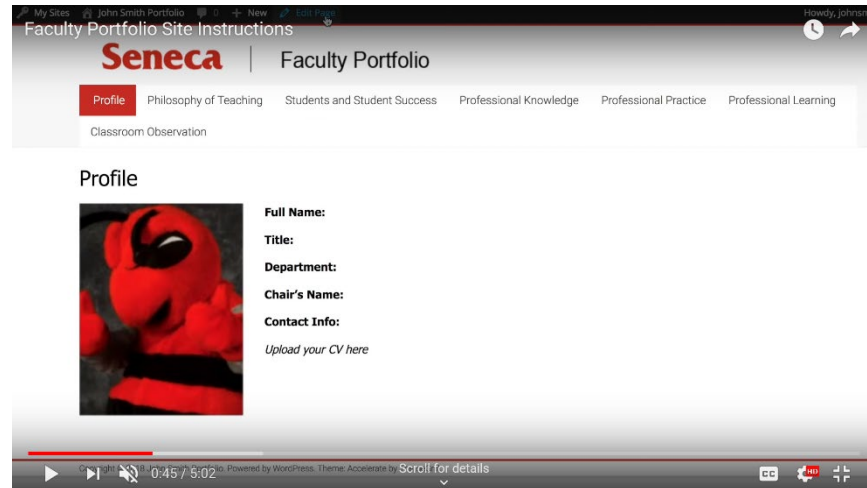 My Sites John Smith Portfolio 0 + New Edit Page Howdy, johnsm
Faculty Portfolio Site Instructions
Seneca | Faculty Portfolio
Profile Philosophy of Teaching Students and Student Success Professional Knowledge Professional Practice Professional Learning
Classroom Observation
Profile
Full Name:
Title:
Department:
Chair's Name:
Contact Info:
Upload your CV here
Powered by WordPress. Theme: Accelerate by
0:45 / 5:02 Scroll for details CC HD